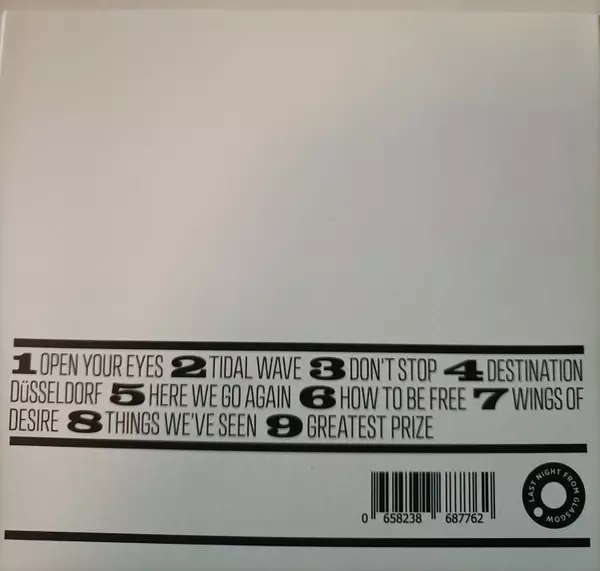 1 OPEN YOUR EYES 2 TIDAL WAVE 3 DON'T STOP 4 DESTINATION
DÜSSELDORF 5 HERE WE GO AGAIN 6 HOW TO BE FREE 7 WINGS OF
DESIRE 8 THINGS WE'VE SEEN 9 GREATEST PRIZE
LAST NIGHT FROM GLASGOW
0 658238 687762